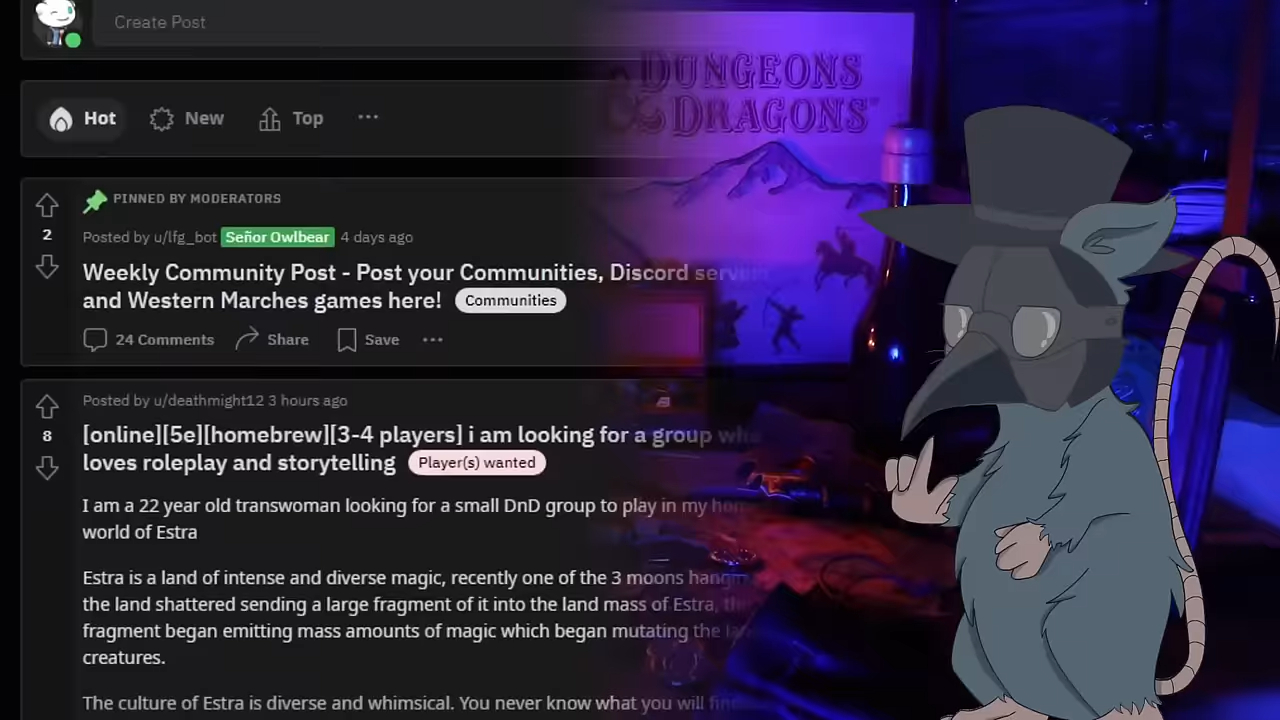 Create Post
Hot New Top
PINNED BY MODERATORS
2
Posted by u/lfg_bot Señor Owlbear 4 days ago
Weekly Community Post - Post your Communities, Discord
and Western Marches games here! Communities
24 Comments Share Save
Posted by u/deathmight12 3 hours ago
8
[online][5e][homebrew][3-4 players] i am looking for a group
loves roleplay and storytelling Player(s) wanted
I am a 22 year old transwoman looking for a small DnD group to play in my
world of Estra
Estra is a land of intense and diverse magic, recently one of the 3 moons
the land shattered sending a large fragment of it into the land mass of Estra,
fragment began emitting mass amounts of magic which began mutating the
creatures.
The culture of Estra is diverse and whimsical. You never know what you will
DUNGEONS
& DRAGONS